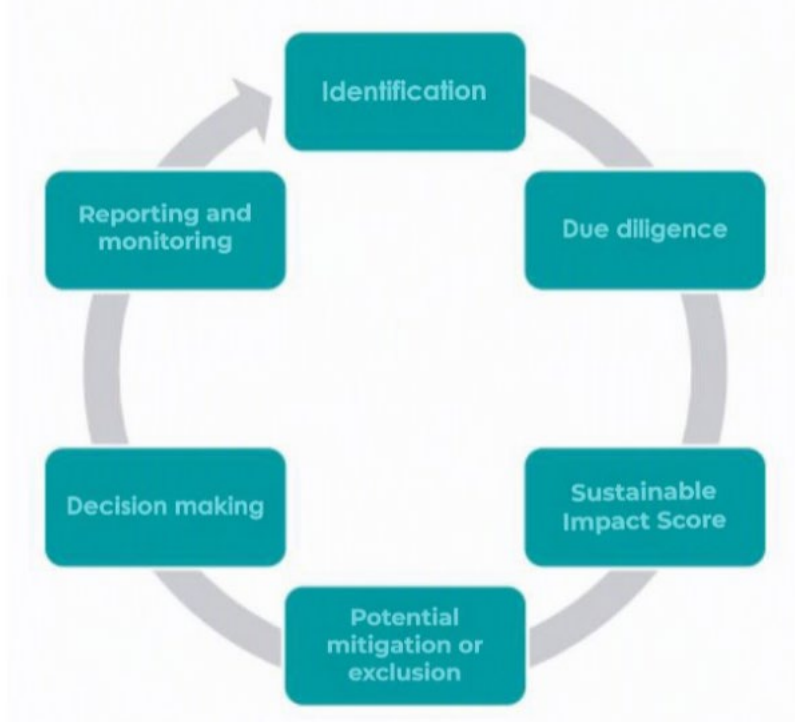 Identification
Due diligence
Sustainable
Impact Score
Potential
mitigation or
exclusion
Decision making
Reporting and
monitoring